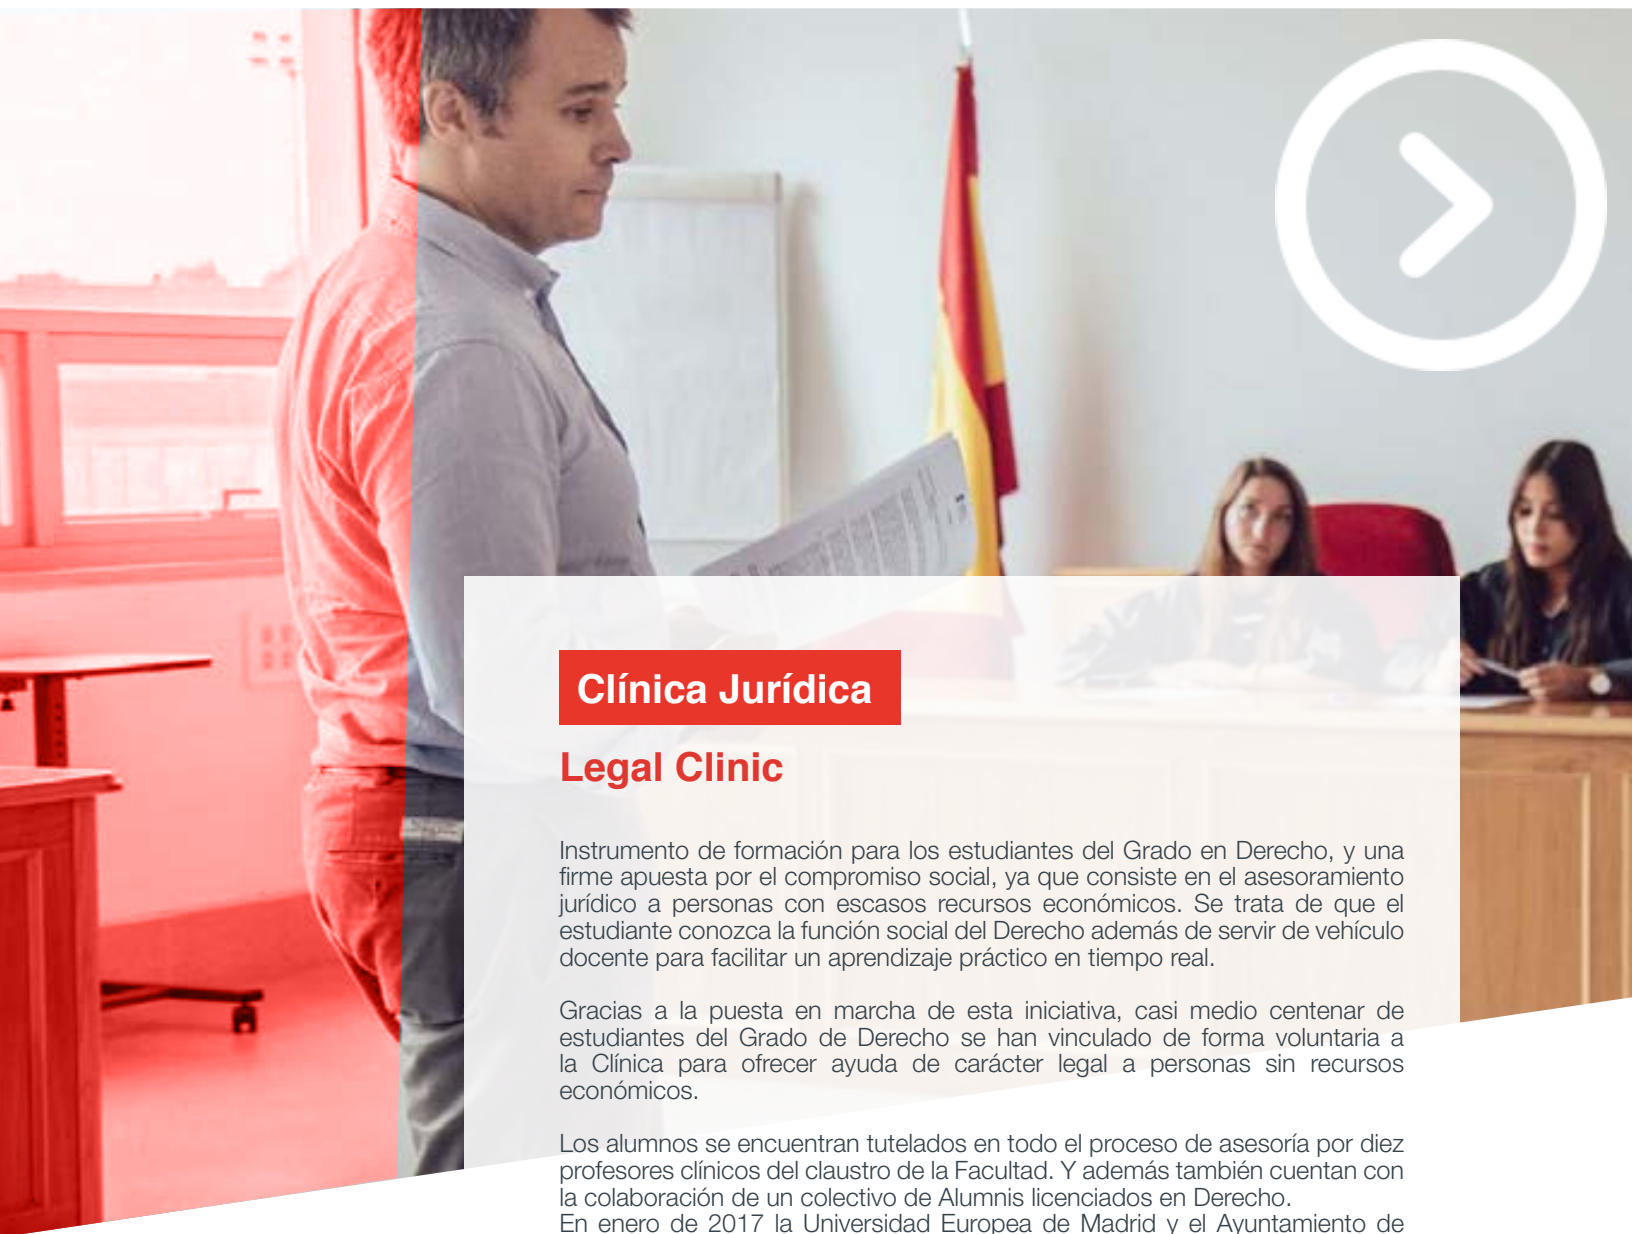 Clínica Jurídica
Legal Clinic
Instrumento de formación para los estudiantes del Grado en Derecho, y una
firme apuesta por el compromiso social, ya que consiste en el asesoramiento
jurídico a personas con escasos recursos económicos. Se trata de que el
estudiante conozca la función social del Derecho además de servir de vehículo
docente para facilitar un aprendizaje práctico en tiempo real.
Gracias a la puesta en marcha de esta iniciativa, casi medio centenar de
estudiantes del Grado de Derecho se han vinculado de forma voluntaria a
la Clínica para ofrecer ayuda de carácter legal a personas sin recursos
económicos.
Los alumnos se encuentran tutelados en todo el proceso de asesoría por diez
profesores clínicos del claustro de la Facultad. Y además también cuentan con
la colaboración de un colectivo de Alumnis licenciados en Derecho.
En enero de 2017 la Universidad Europea de Madrid y el Ayuntamiento de